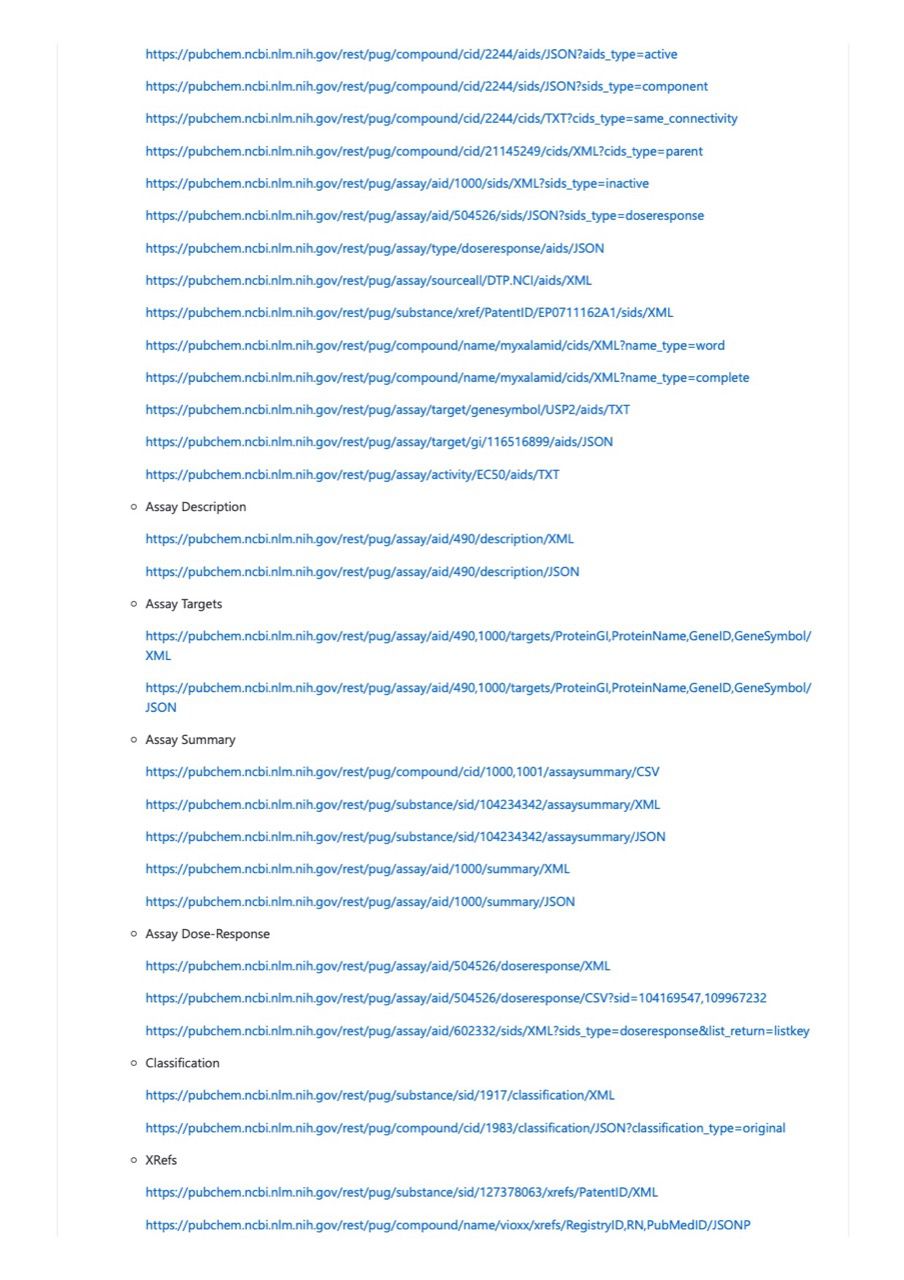 https://pubchem.ncbi.nlm.nih.gov/rest/pug/compound/cid/2244/aids/JSON?aids_type=active
https://pubchem.ncbi.nlm.nih.gov/rest/pug/compound/cid/2244/sids/JSON?sids_type=component
https://pubchem.ncbi.nlm.nih.gov/rest/pug/compound/cid/2244/cids/TXT?cids_type=same_connectivity
https://pubchem.ncbi.nlm.nih.gov/rest/pug/compound/cid/21145249/cids/XML?cids_type=parent
https://pubchem.ncbi.nlm.nih.gov/rest/pug/assay/aid/1000/sids/XML?sids_type=inactive
https://pubchem.ncbi.nlm.nih.gov/rest/pug/assay/aid/504526/sids/JSON?sids_type=doseresponse
https://pubchem.ncbi.nlm.nih.gov/rest/pug/assay/type/doseresponse/aids/JSON
https://pubchem.ncbi.nlm.nih.gov/rest/pug/assay/sourceall/DTP.NCI/aids/XML
https://pubchem.ncbi.nlm.nih.gov/rest/pug/substance/xref/PatentID/EP0711162A1/sids/XML
https://pubchem.ncbi.nlm.nih.gov/rest/pug/compound/name/myxalamid/cids/XML?name_type=word
https://pubchem.ncbi.nlm.nih.gov/rest/pug/compound/name/myxalamid/cids/XML?name_type=complete
https://pubchem.ncbi.nlm.nih.gov/rest/pug/assay/target/genesymbol/USP2/aids/TXT
https://pubchem.ncbi.nlm.nih.gov/rest/pug/assay/target/gi/116516899/aids/JSON
https://pubchem.ncbi.nlm.nih.gov/rest/pug/assay/activity/EC50/aids/TXT
○ Assay Description
https://pubchem.ncbi.nlm.nih.gov/rest/pug/assay/aid/490/description/XML
https://pubchem.ncbi.nlm.nih.gov/rest/pug/assay/aid/490/description/JSON
○ Assay Targets
https://pubchem.ncbi.nlm.nih.gov/rest/pug/assay/aid/490,1000/targets/ProteinGI,ProteinName,GeneID,GeneSymbol/
XML
https://pubchem.ncbi.nlm.nih.gov/rest/pug/assay/aid/490,1000/targets/ProteinGI,ProteinName,GeneID,GeneSymbol/
JSON
○ Assay Summary
https://pubchem.ncbi.nlm.nih.gov/rest/pug/compound/cid/1000,1001/assaysummary/CSV
https://pubchem.ncbi.nlm.nih.gov/rest/pug/substance/sid/104234342/assaysummary/XML
https://pubchem.ncbi.nlm.nih.gov/rest/pug/substance/sid/104234342/assaysummary/JSON
https://pubchem.ncbi.nlm.nih.gov/rest/pug/assay/aid/1000/summary/XML
https://pubchem.ncbi.nlm.nih.gov/rest/pug/assay/aid/1000/summary/JSON
○ Assay Dose-Response
https://pubchem.ncbi.nlm.nih.gov/rest/pug/assay/aid/504526/doseresponse/XML
https://pubchem.ncbi.nlm.nih.gov/rest/pug/assay/aid/504526/doseresponse/CSV?sid=104169547,109967232
https://pubchem.ncbi.nlm.nih.gov/rest/pug/assay/aid/602332/sids/XML?sids_type=doseresponse&list_return=listkey
○ Classification
https://pubchem.ncbi.nlm.nih.gov/rest/pug/substance/sid/1917/classification/XML
https://pubchem.ncbi.nlm.nih.gov/rest/pug/compound/cid/1983/classification/JSON?classification_type=original
○ XRefs
https://pubchem.ncbi.nlm.nih.gov/rest/pug/substance/sid/127378063/xrefs/PatentID/XML
https://pubchem.ncbi.nlm.nih.gov/rest/pug/compound/name/vioxx/xrefs/RegistryID,RN,PubMedID/JSONP